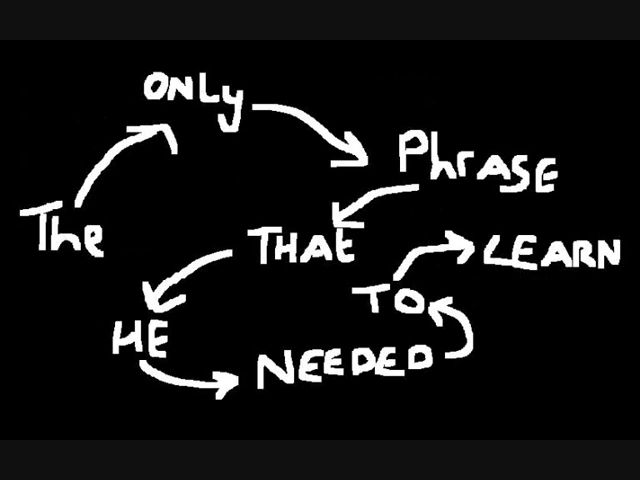 The
ONLy
PhrASE
THAt
HE
NEEDED
TO
LEARN